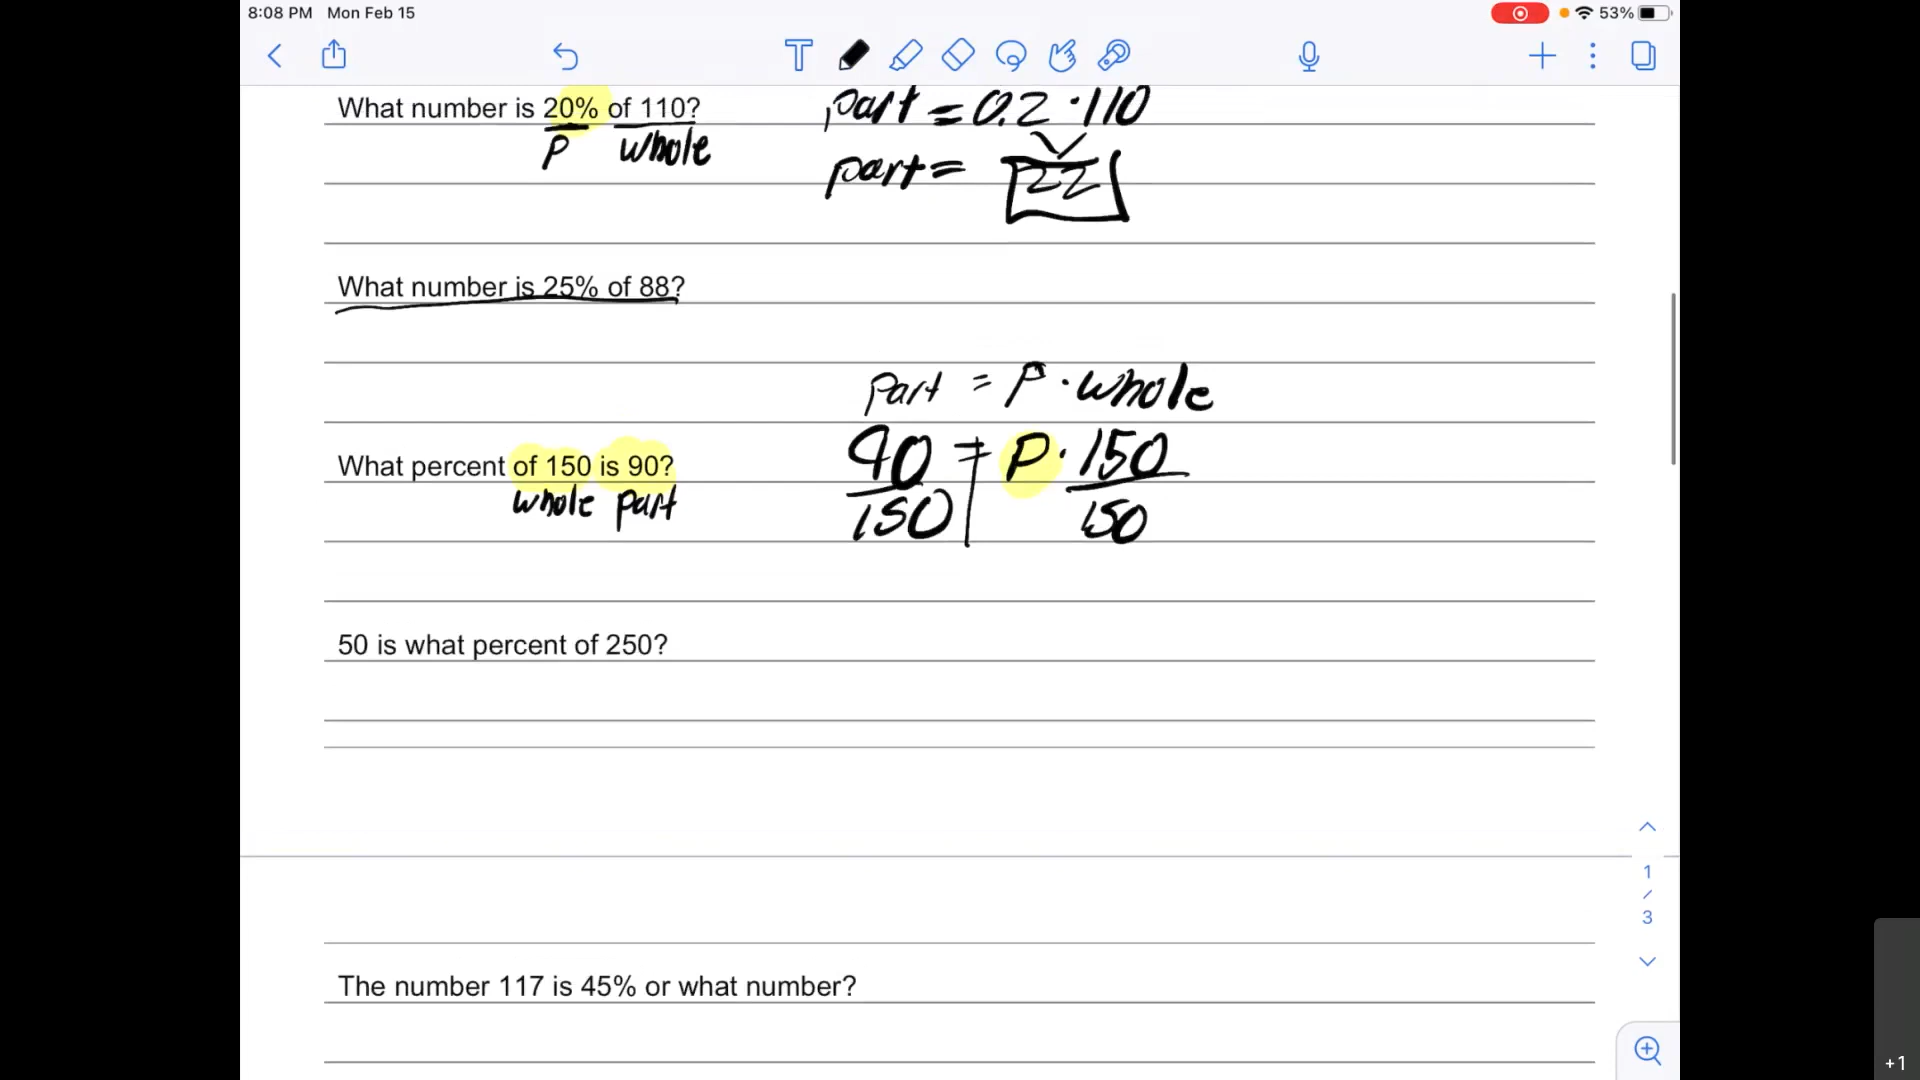 8:08 PM Mon Feb 15
53%
What number is 20% of 110?
P whole
part = 0.2 · 110
part = 22
What number is 25% of 88?
part = P · whole
What percent of 150 is 90?
whole part
90 = P · 150
150 150
50 is what percent of 250?
1
/
3
The number 117 is 45% or what number?
+1